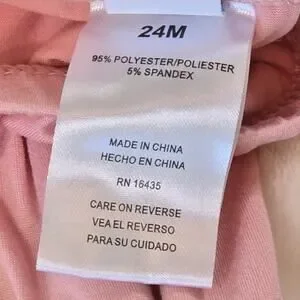 24M
95% POLYESTER/POLIESTER
5% SPANDEX
MADE IN CHINA
HECHO EN CHINA
RN 16435
CARE ON REVERSE
VEA EL REVERSO
PARA SU CUIDADO